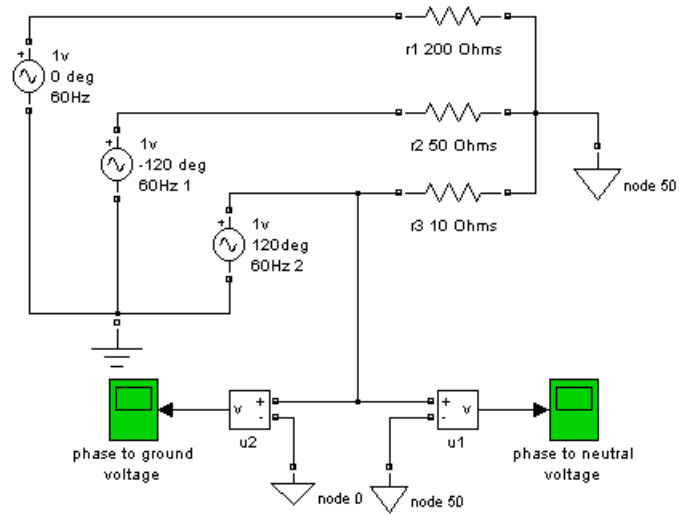 r1 200 Ohms
+
1v
0 deg
60Hz
r2 50 Ohms
+
1v
-120 deg
60Hz 1
node 50
r3 10 Ohms
+
1v
120deg
60Hz 2
v
+
-
u2
+
-
v
u1
phase to ground
voltage
phase to neutral
voltage
node 0
node 50